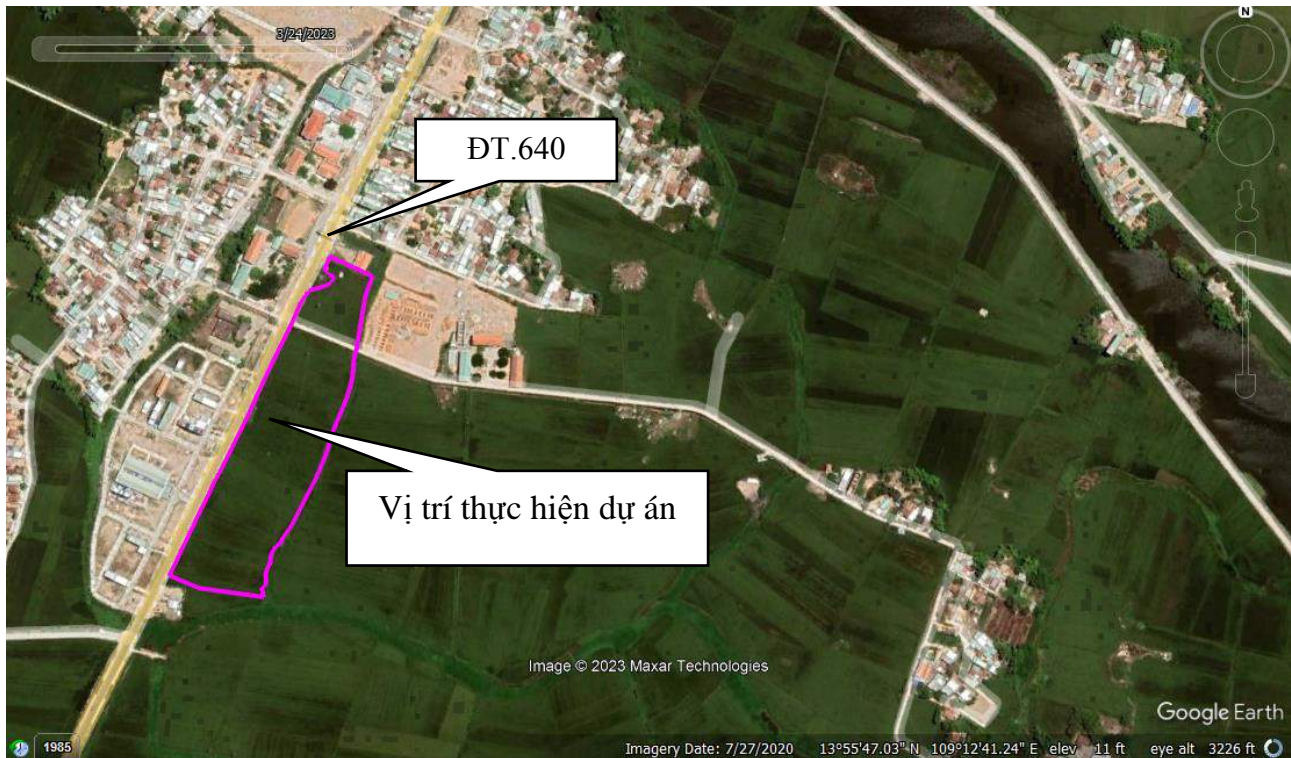 3/24/2023
N
ĐT.640
Vị trí thực hiện dự án
Image © 2023 Maxar Technologies
Google Earth
1985
Imagery Date: 7/27/2020 13°55'47.03" N 109°12'41.24" E elev 11 ft eye alt 3226 ft